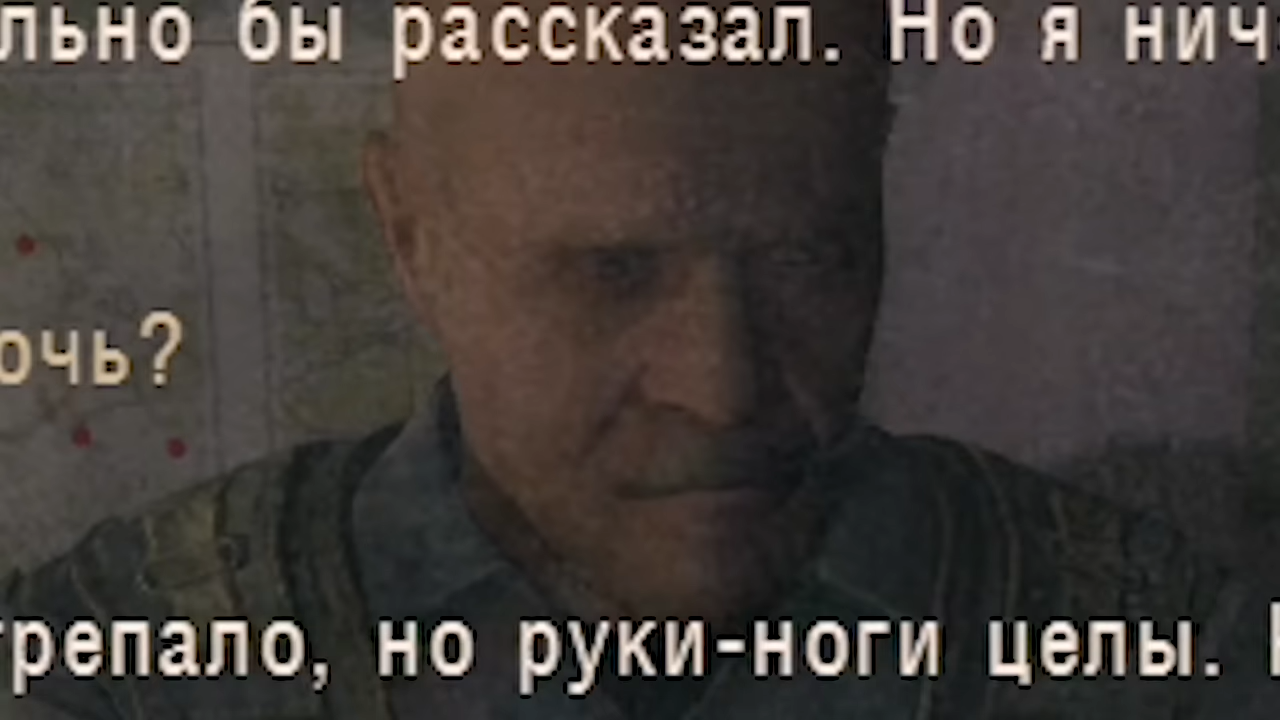 льно бы рассказал. Но я нич
очь?
трепало, но руки-ноги целы.